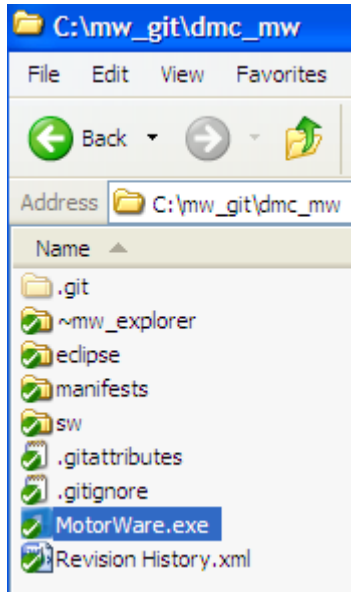 C:\mw_git\dmc_mw
File Edit View Favorites
Back
Address C:\mw_git\dmc_mw
Name
.git
~mw_explorer
eclipse
manifests
sw
.gitattributes
.gitignore
MotorWare.exe
Revision History.xml